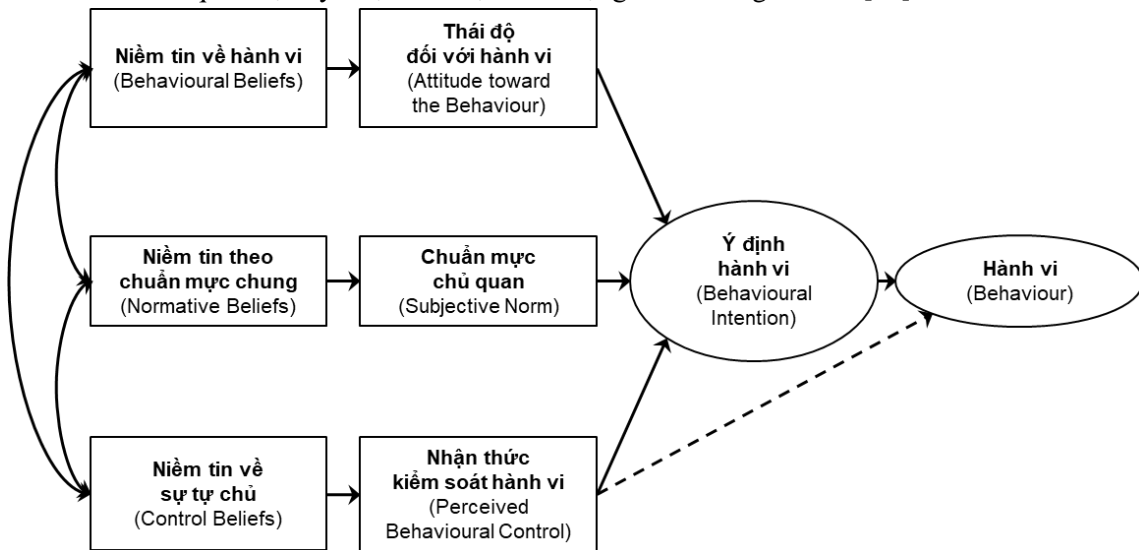 Niềm tin về hành vi
(Behavioural Beliefs)
Thái độ
đối với hành vi
(Attitude toward
the Behaviour)
Niềm tin theo
chuẩn mực chung
(Normative Beliefs)
Chuẩn mực
chủ quan
(Subjective Norm)
Ý định
hành vi
(Behavioural
Intention)
Hành vi
(Behaviour)
Niềm tin về
sự tự chủ
(Control Beliefs)
Nhận thức
kiểm soát hành vi
(Perceived
Behavioural Control)